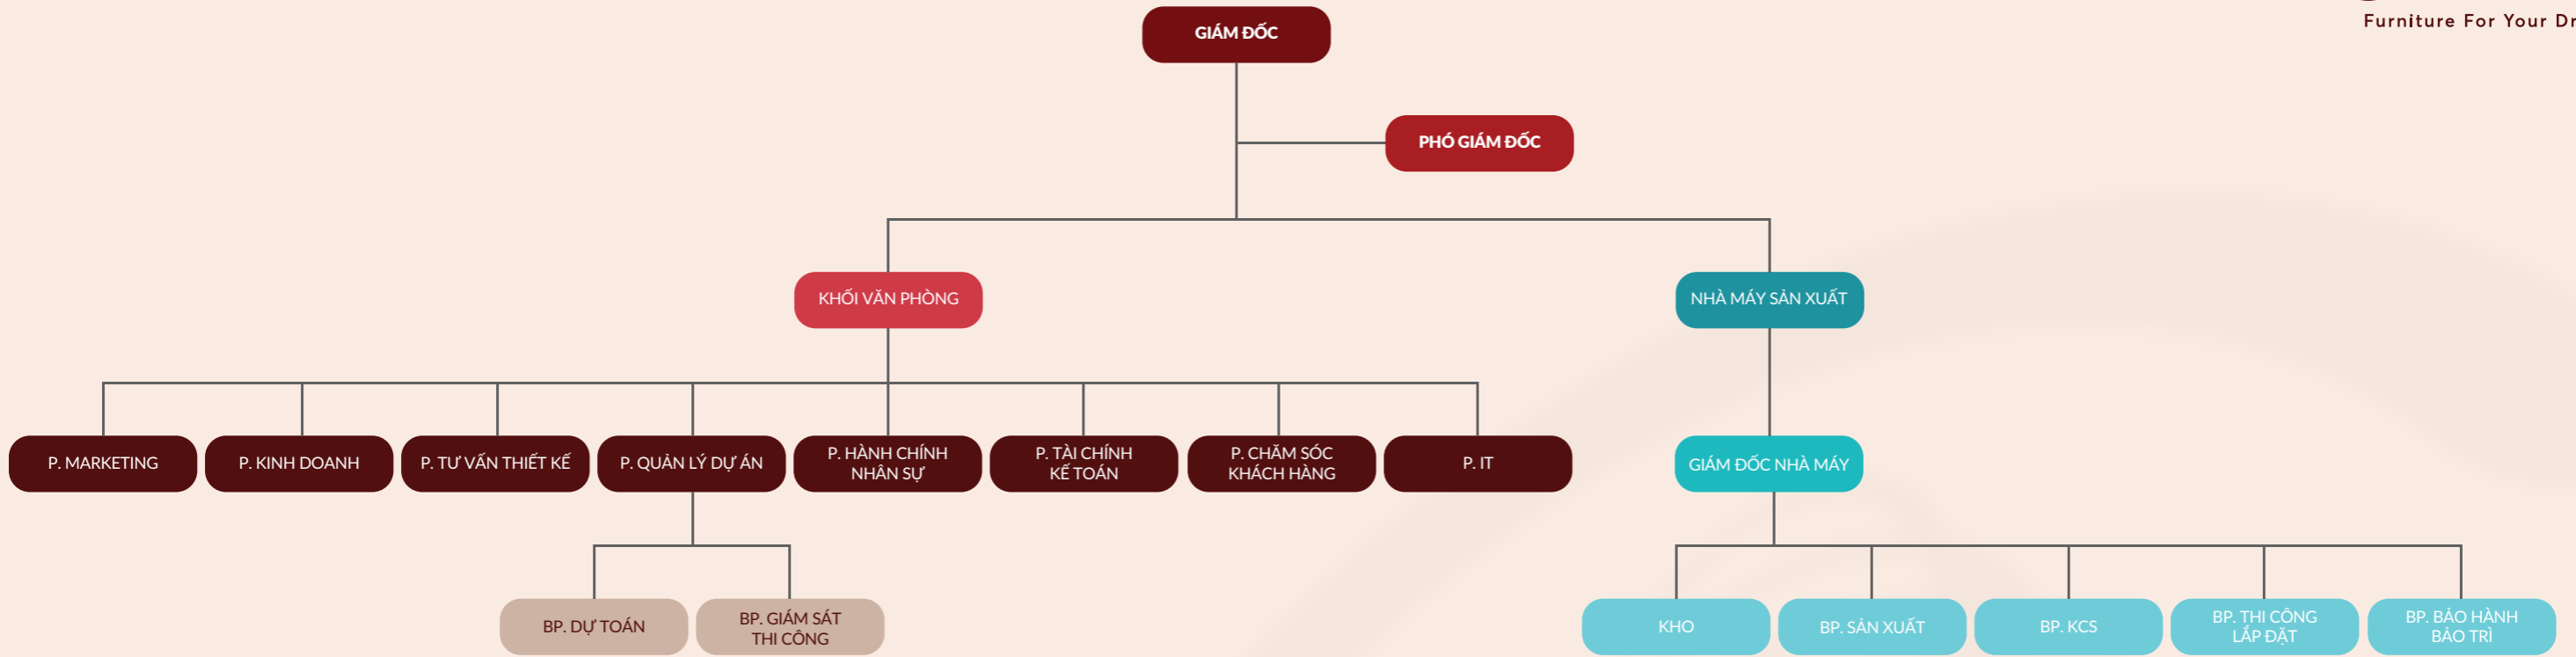 GIÁM ĐỐC
Furniture For Your
PHÓ GIÁM ĐỐC
KHỐI VĂN PHÒNG
NHÀ MÁY SẢN XUẤT
P. MARKETING
P. KINH DOANH
P. TƯ VẤN THIẾT KẾ
P. QUẢN LÝ DỰ ÁN
P. HÀNH CHÍNH
NHÂN SỰ
P. TÀI CHÍNH
KẾ TOÁN
P. CHĂM SÓC
KHÁCH HÀNG
P. IT
GIÁM ĐỐC NHÀ MÁY
BP. DỰ TOÁN
BP. GIÁM SÁT
THI CÔNG
KHO
BP. SẢN XUẤT
BP. KCS
BP. THI CÔNG
LẮP ĐẶT
BP. BẢO HÀNH
BẢO TRÌ